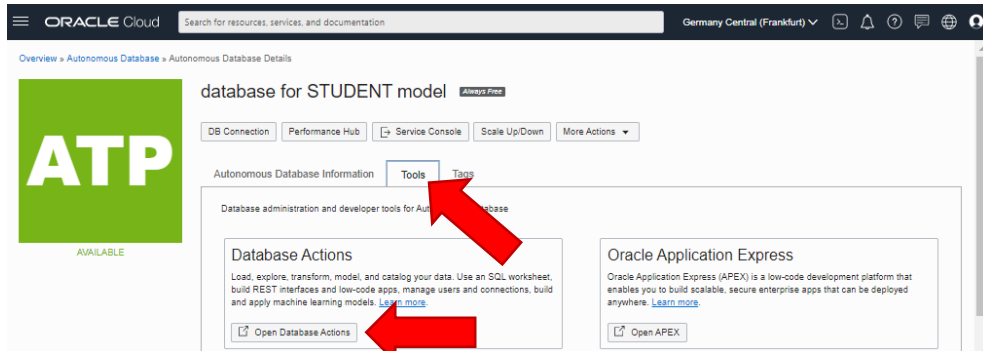 ORACLE Cloud
Search for resources, services, and documentation
Germany Central (Frankfurt)
Overview » Autonomous Database » Autonomous Database Details
ATP
AVAILABLE
database for STUDENT model Always Free
DB Connection Performance Hub Service Console Scale Up/Down More Actions
Autonomous Database Information Tools Tags
Database administration and developer tools for
Database Actions
Load, explore, transform, model, and catalog your data. Use an SQL worksheet,
build REST interfaces and low-code apps, manage users and connections, build
and apply machine learning models. Learn more.
Open Database Actions
Oracle Application Express
Oracle Application Express (APEX) is a low-code development platform that
enables you to build scalable, secure enterprise apps that can be deployed
anywhere. Learn more.
Open APEX